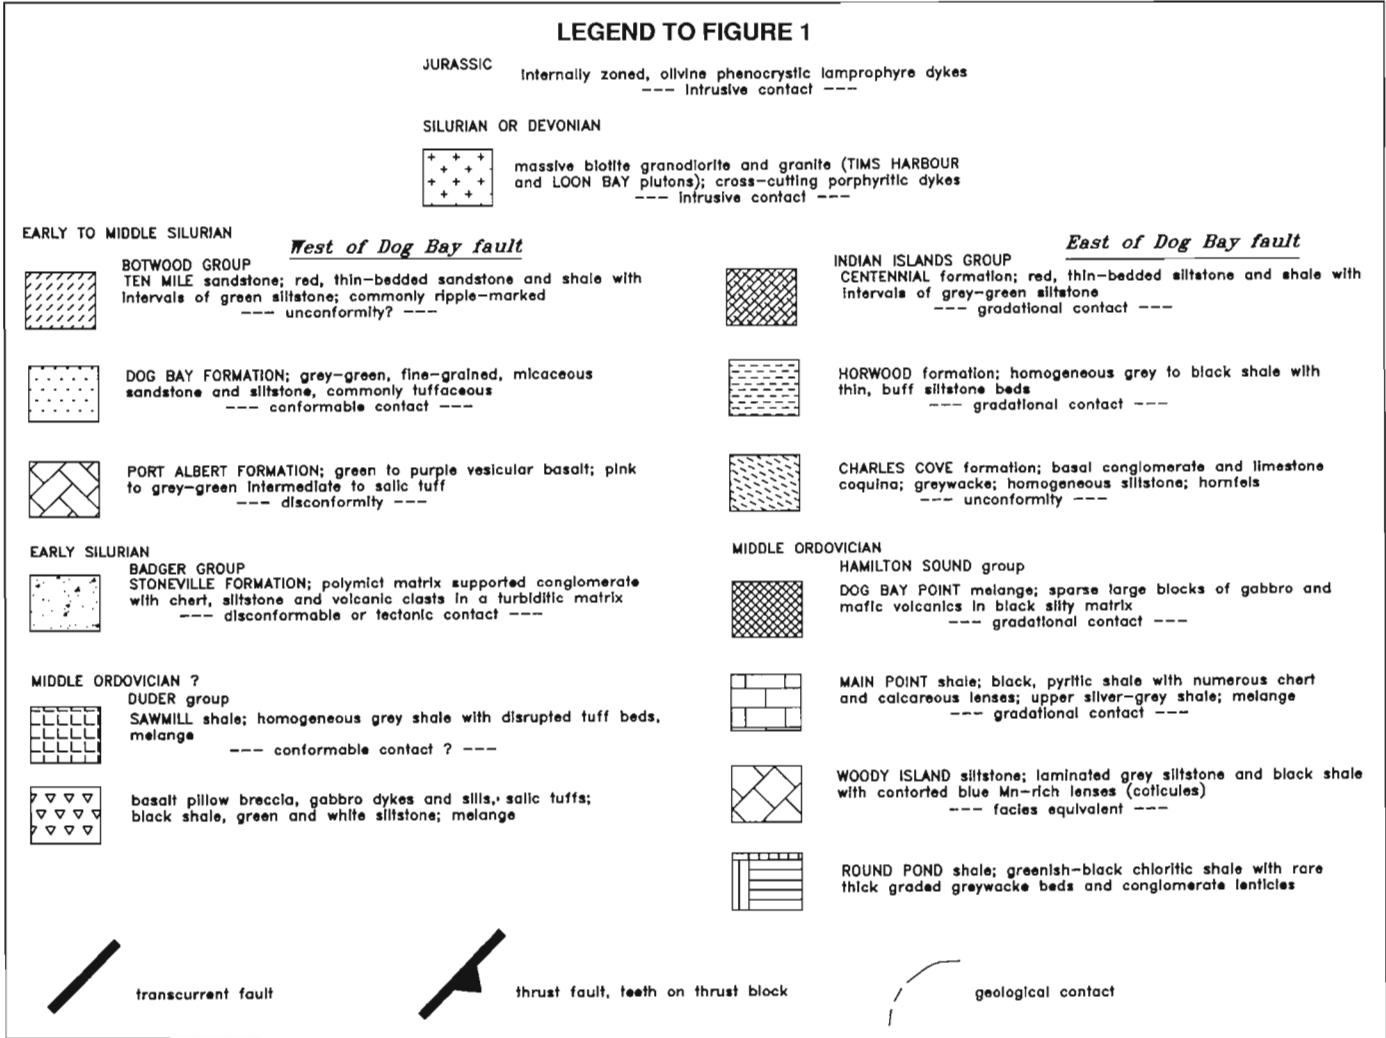 LEGEND TO FIGURE 1
JURASSIC
Internally zoned, olivine phenocrystic lamprophyre dykes
--- Intrusive contact ---
SILURIAN OR DEVONIAN
massive biotite granodiorite and granite (TIMS HARBOUR
and LOON BAY plutons); cross-cutting porphyritic dykes
--- Intrusive contact ---
EARLY TO MIDDLE SILURIAN
West of Dog Bay fault
BOTWOOD GROUP
TEN MILE sandstone; red, thin-bedded sandstone and shale with
intervals of green siltstone; commonly ripple-marked
--- unconformity? ---
DOG BAY FORMATION; grey-green, fine-grained, micaceous
sandstone and siltstone, commonly tuffaceous
--- conformable contact ---
PORT ALBERT FORMATION; green to purple vesicular basalt; pink
to grey-green intermediate to salic tuff
--- disconformity ---
EARLY SILURIAN
BADGER GROUP
STONEVILLE FORMATION; polymict matrix supported conglomerate
with chert, siltstone and volcanic clasts in a turbiditic matrix
--- disconformable or tectonic contact ---
MIDDLE ORDOVICIAN ?
DUDER group
SAWMILL shale; homogeneous grey shale with disrupted tuff beds,
melange
--- conformable contact ? ---
basalt pillow breccia, gabbro dykes and sills, salic tuffs;
black shale, green and white siltstone; melange
East of Dog Bay fault
INDIAN ISLANDS GROUP
CENTENNIAL formation; red, thin-bedded siltstone and shale with
intervals of grey-green siltstone
--- gradational contact ---
HORWOOD formation; homogeneous grey to black shale with
thin, buff siltstone beds
--- gradational contact ---
CHARLES COVE formation; basal conglomerate and limestone
coquina; greywacke; homogeneous siltstone; hornfels
--- unconformity ---
MIDDLE ORDOVICIAN
HAMILTON SOUND group
DOG BAY POINT melange; sparse large blocks of gabbro and
mafic volcanics in black silty matrix
--- gradational contact ---
MAIN POINT shale; black, pyritic shale with numerous chert
and calcareous lenses; upper silver-grey shale; melange
--- gradational contact ---
WOODY ISLAND siltstone; laminated grey siltstone and black shale
with contorted blue Mn-rich lenses (coticules)
--- facies equivalent ---
ROUND POND shale; greenish-black chloritic shale with rare
thick graded greywacke beds and conglomerate lenticles
transcurrent fault
thrust fault, teeth on thrust block
geological contact